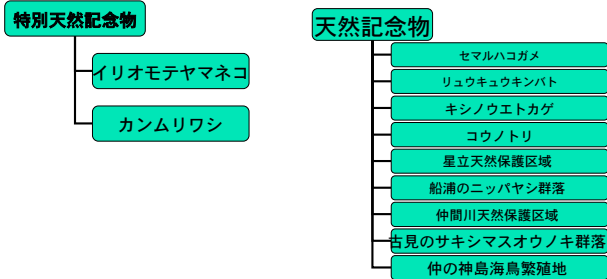 特別天然記念物
イリオモテヤマネコ
カンムリワシ
天然記念物
セマルハコガメ
リュウキュウキンバト
キシノウエトカゲ
コウノトリ
星立天然保護区域
船浦のニッパヤシ群落
仲間川天然保護区域
古見のサキシマスオウノキ群落
仲の神島海鳥繁殖地